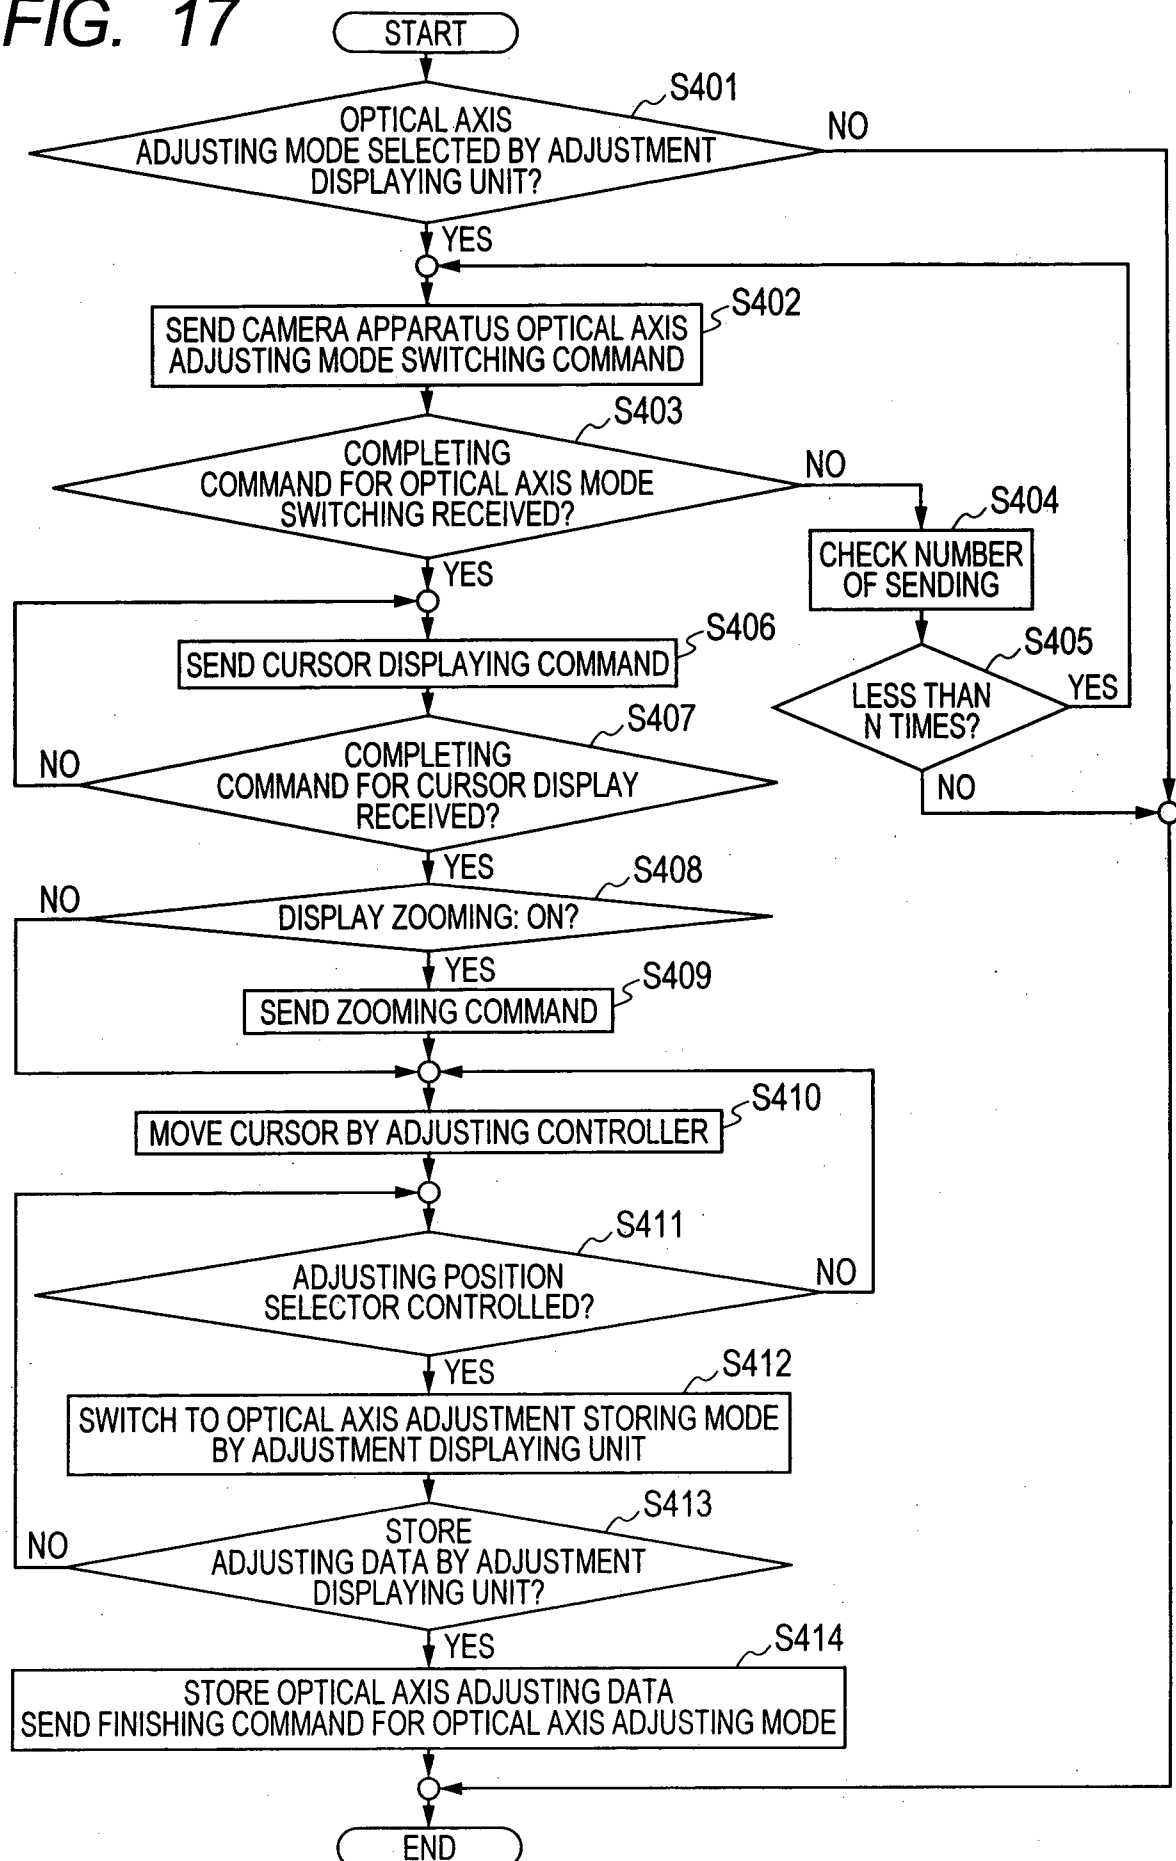 FIG. 17
START
S401
OPTICAL AXIS
ADJUSTING MODE SELECTED BY ADJUSTMENT
DISPLAYING UNIT?
NO
YES
S402
SEND CAMERA APPARATUS OPTICAL AXIS
ADJUSTING MODE SWITCHING COMMAND
S403
COMPLETING
COMMAND FOR OPTICAL AXIS MODE
SWITCHING RECEIVED?
NO
YES
S404
CHECK NUMBER
OF SENDING
S405
LESS THAN
N TIMES?
YES
NO
S406
SEND CURSOR DISPLAYING COMMAND
S407
COMPLETING
COMMAND FOR CURSOR DISPLAY
RECEIVED?
NO
YES
S408
DISPLAY ZOOMING: ON?
NO
YES
S409
SEND ZOOMING COMMAND
S410
MOVE CURSOR BY ADJUSTING CONTROLLER
S411
ADJUSTING POSITION
SELECTOR CONTROLLED?
NO
YES
S412
SWITCH TO OPTICAL AXIS ADJUSTMENT STORING MODE
BY ADJUSTMENT DISPLAYING UNIT
S413
STORE
ADJUSTING DATA BY ADJUSTMENT
DISPLAYING UNIT?
NO
YES
S414
STORE OPTICAL AXIS ADJUSTING DATA
SEND FINISHING COMMAND FOR OPTICAL AXIS ADJUSTING MODE
END